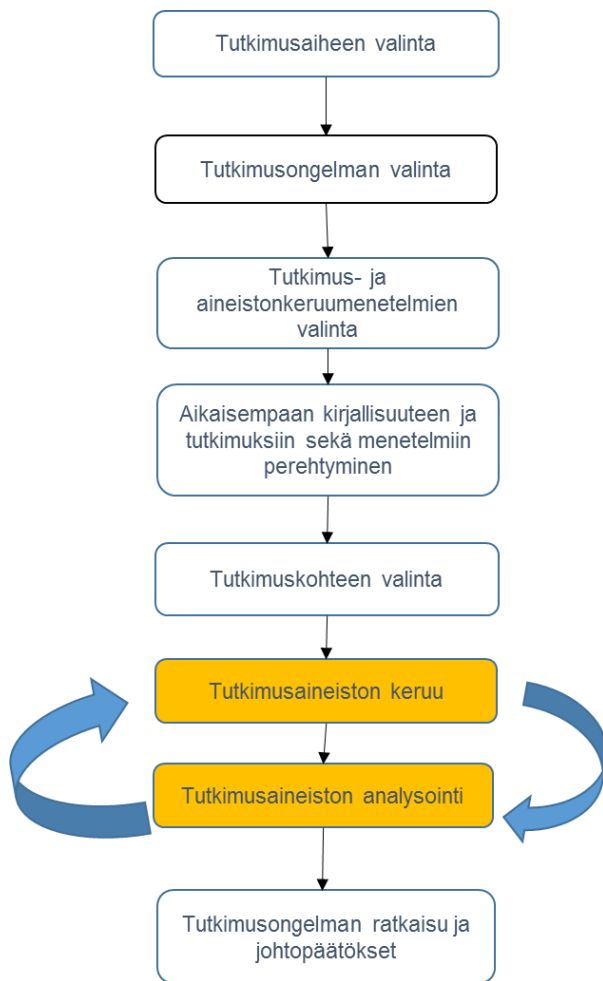 Tutkimusaiheen valinta
Tutkimusongelman valinta
Tutkimus- ja
aineistonkeruumenetelmien
valinta
Aikaisempaan kirjallisuuteen ja
tutkimuksiin sekä menetelmiin
perehtyminen
Tutkimuskohteen valinta
Tutkimusaineiston keruu
Tutkimusaineiston analysointi
Tutkimusongelman ratkaisu ja
johtopäätökset